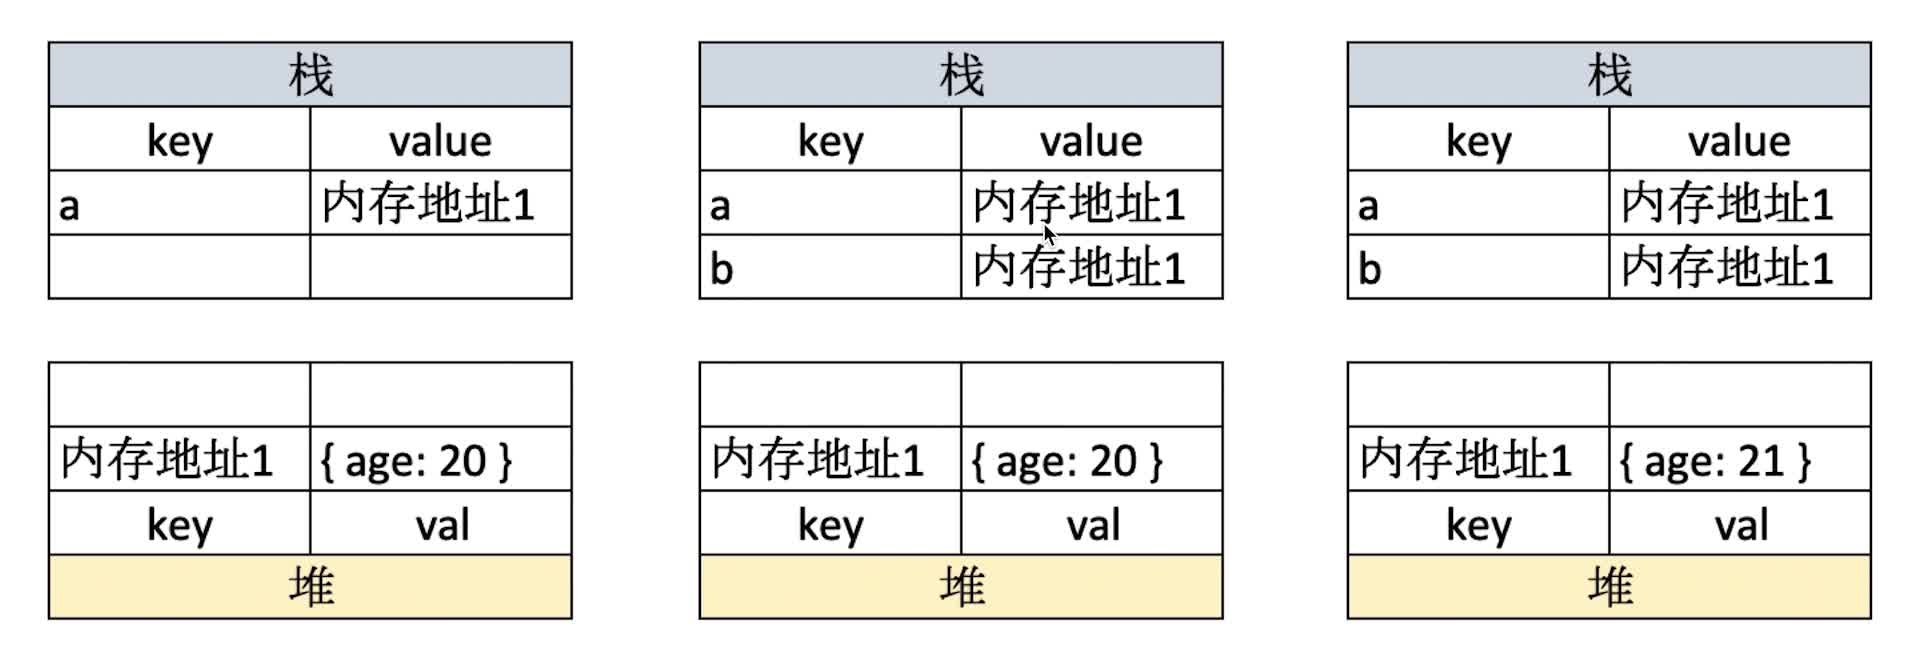 栈
key value
a 内存地址1
内存地址1 { age: 20 }
key val
堆
栈
key value
a 内存地址1
b 内存地址1
内存地址1 { age: 20 }
key val
堆
栈
key value
a 内存地址1
b 内存地址1
内存地址1 { age: 21 }
key val
堆